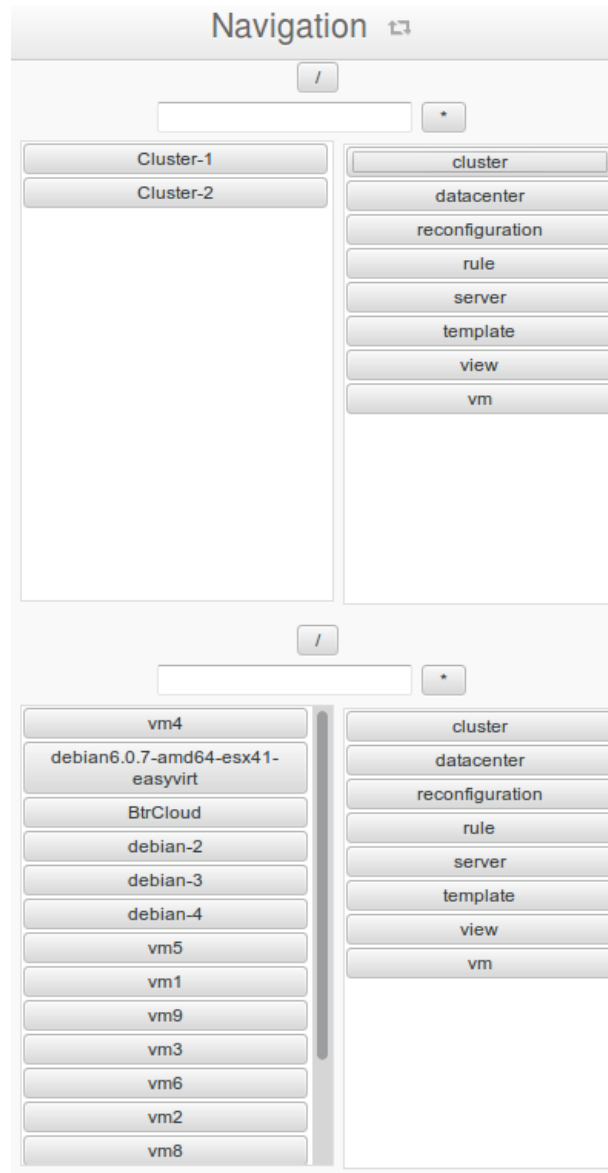 Navigation
/
*
Cluster-1
Cluster-2
cluster
datacenter
reconfiguration
rule
server
template
view
vm
/
*
vm4
debian6.0.7-amd64-esx41-
easyvirt
BtrCloud
debian-2
debian-3
debian-4
vm5
vm1
vm9
vm3
vm6
vm2
vm8
cluster
datacenter
reconfiguration
rule
server
template
view
vm